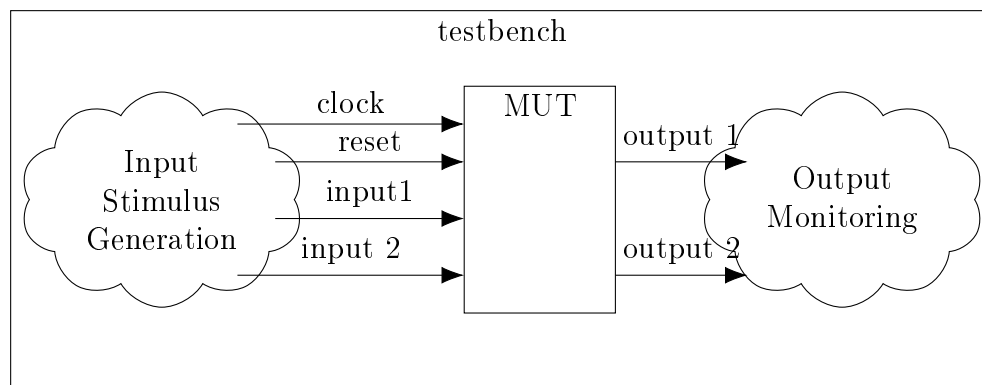 testbench
clock
reset
input1
input 2
Input
Stimulus
Generation
MUT
output 1
output 2
Output
Monitoring